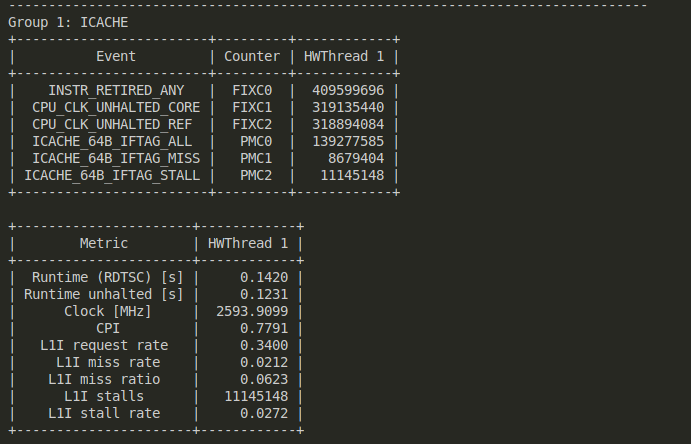 --------------------------------------------------------------------------------
Group 1: ICACHE
+------------------------+---------+------------+
|          Event         | Counter | HWThread 1 |
+------------------------+---------+------------+
|    INSTR_RETIRED_ANY   |  FIXC0  |  409599696 |
|  CPU_CLK_UNHALTED_CORE |  FIXC1  |  319135440 |
|  CPU_CLK_UNHALTED_REF  |  FIXC2  |  318894084 |
|  ICACHE_64B_IFTAG_ALL  |   PMC0  |  139277585 |
|  ICACHE_64B_IFTAG_MISS |   PMC1  |    8679404 |
| ICACHE_64B_IFTAG_STALL |   PMC2  |   11145148 |
+------------------------+---------+------------+
+----------------------+------------+
|        Metric        | HWThread 1 |
+----------------------+------------+
|  Runtime (RDTSC) [s] |     0.1420 |
| Runtime unhalted [s] |     0.1231 |
|      Clock [MHz]     |  2593.9099 |
|          CPI         |     0.7791 |
|   L1I request rate   |     0.3400 |
|     L1I miss rate    |     0.0212 |
|    L1I miss ratio    |     0.0623 |
|      L1I stalls      |   11145148 |
|    L1I stall rate    |     0.0272 |
+----------------------+------------+